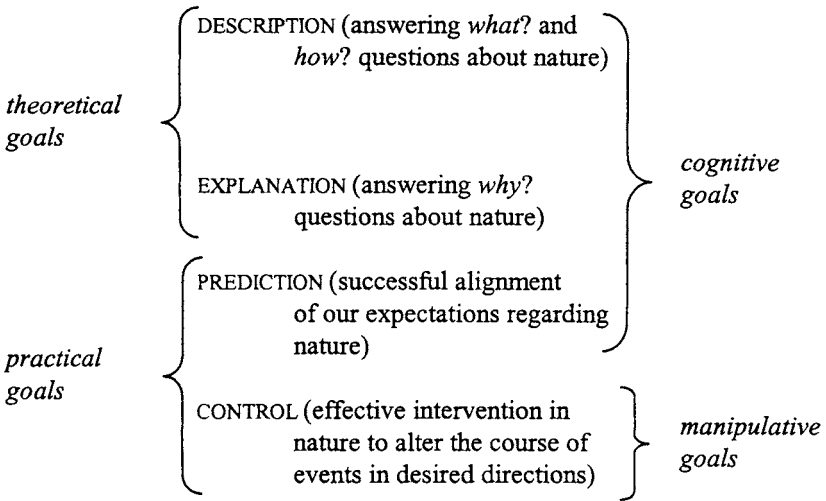 DESCRIPTION (answering what? and
how? questions about nature)
theoretical
goals
EXPLANATION (answering why?
questions about nature)
cognitive
goals
PREDICTION (successful alignment
of our expectations regarding
nature)
practical
goals
CONTROL (effective intervention in
nature to alter the course of
events in desired directions)
manipulative
goals